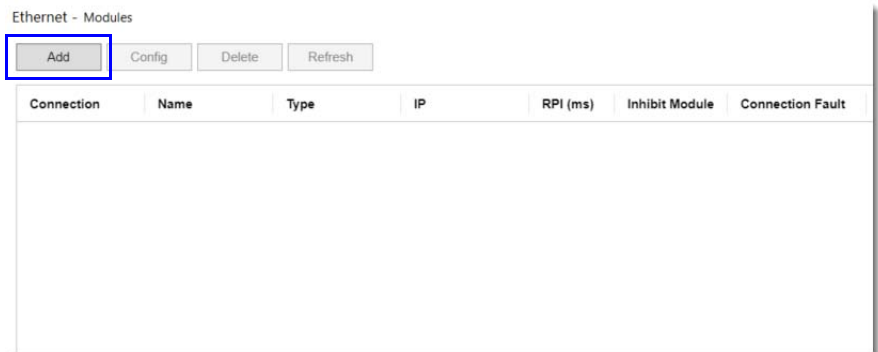 Ethernet - Modules
Add Config Delete Refresh
Connection Name Type IP RPI (ms) Inhibit Module Connection Fault